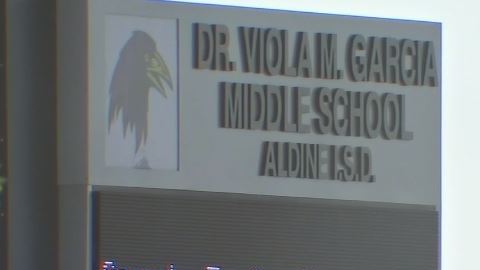 DR. VIOLA M. GARCIA
MIDDLE SCHOOL
ALDINE I.S.D.